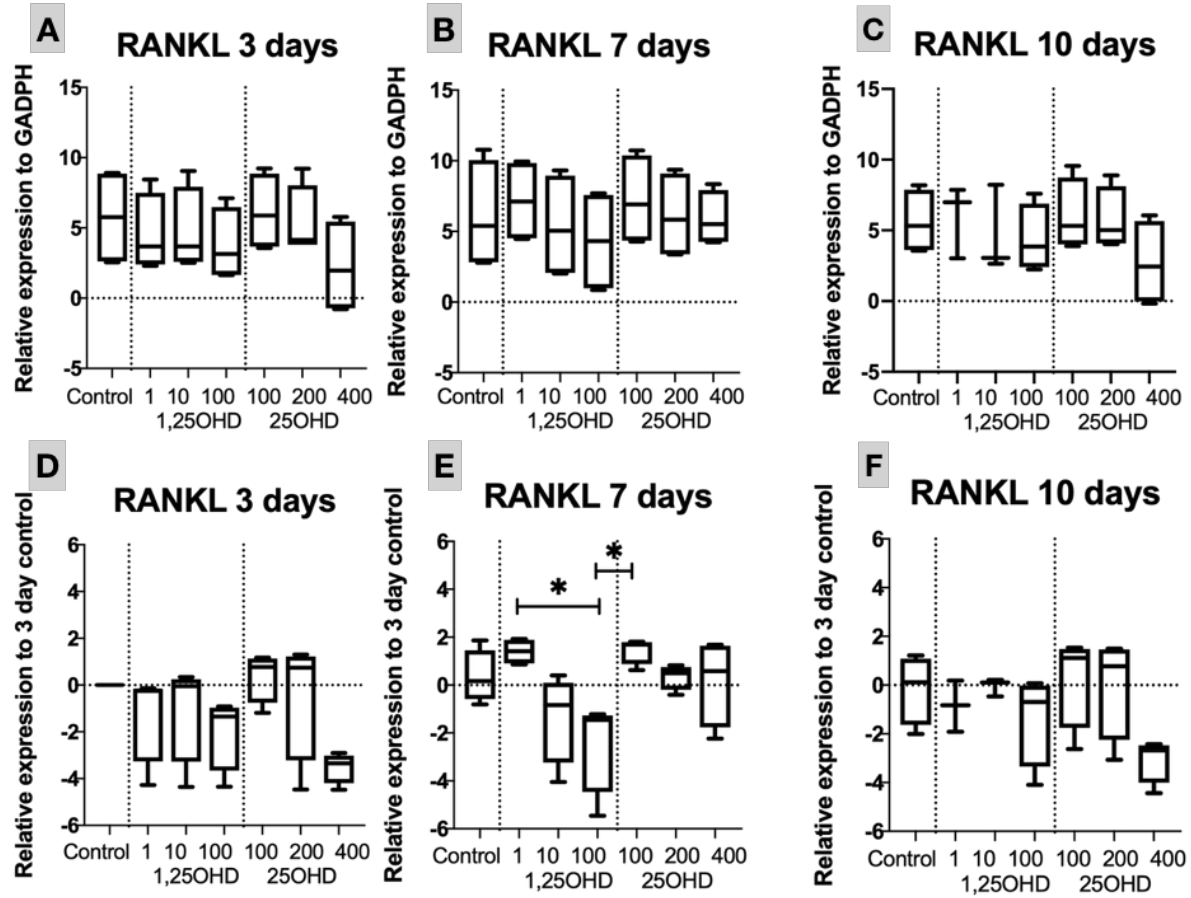 A
RANKL 3 days
Relative expression to GADPH
15
10
5
0
-5
Control 1 10 100 100 200 400
1,25OHD 25OHD
B
RANKL 7 days
Relative expression to GADPH
15
10
5
0
-5
Control 1 10 100 100 200 400
1,25OHD 25OHD
C
RANKL 10 days
Relative expression to GADPH
15
10
5
0
-5
Control 1 10 100 100 200 400
1,25OHD 25OHD
D
RANKL 3 days
Relative expression to 3 day control
6
4
2
0
-2
-4
-6
Control 1 10 100 100 200 400
1,25OHD 25OHD
E
RANKL 7 days
Relative expression to 3 day control
6
4
2
0
-2
-4
-6
*
*
Control 1 10 100 100 200 400
1,25OHD 25OHD
F
RANKL 10 days
Relative expression to 3 day control
6
4
2
0
-2
-4
-6
Control 1 10 100 100 200 400
1,25OHD 25OHD